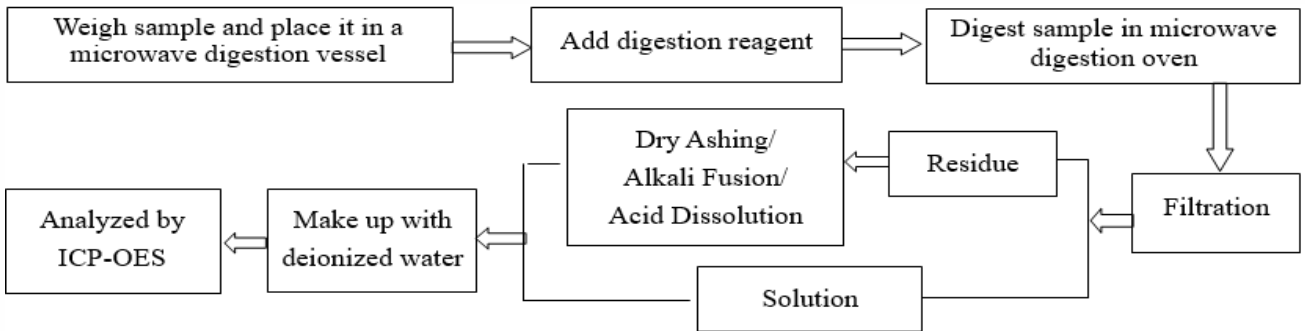 Weigh sample and place it in a
microwave digestion vessel
Add digestion reagent
Digest sample in microwave
digestion oven
Filtration
Residue
Dry Ashing/
Alkali Fusion/
Acid Dissolution
Solution
Make up with
deionized water
Analyzed by
ICP-OES